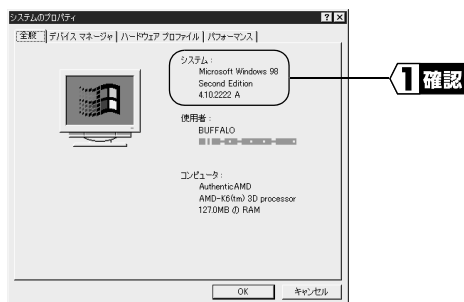 システムのプロパティ
全般 デバイス マネージャ ハードウェア プロファイル パフォーマンス
システム:
Microsoft Windows 98
Second Edition
4.10.2222 A
1 確認
使用者:
BUFFALO
コンピュータ:
AuthenticAMD
AMD-K6(tm) 3D processor
127.0MB の RAM
OK キャンセル